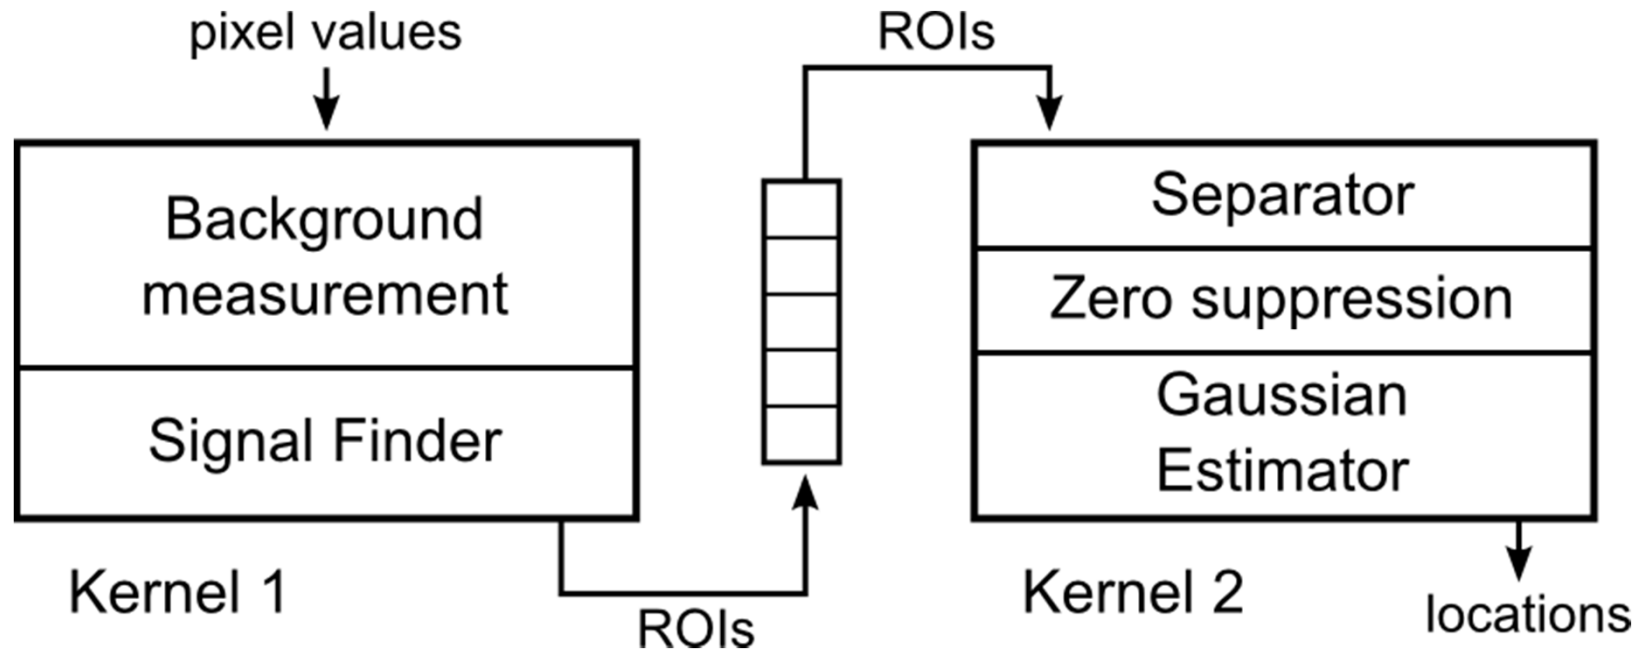 pixel values
Background
measurement
Signal Finder
Kernel 1
ROIs
ROIs
Separator
Zero suppression
Gaussian
Estimator
Kernel 2
locations